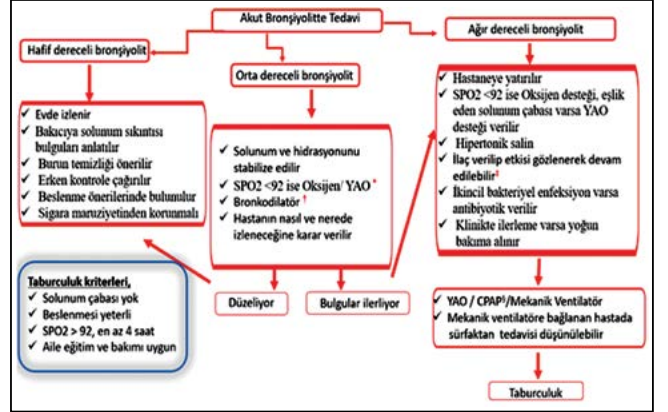 Akut Bronşiyolitte Tedavi
Hafif dereceli bronşiyolit
Orta dereceli bronşiyolit
Ağır dereceli bronşiyolit
✓ Evde izlenir
✓ Bakıcıya solunum sıkıntısı
bulguları anlatılır
✓ Burun temizliği önerilir
✓ Erken kontrole çağırılır
✓ Beslenme önerilerinde bulunulur
✓ Sigara maruziyetinden korunmalı
✓ Solunum ve hidrasyonunu
stabilize edilir
✓ SPO2 <92 ise Oksijen/ YAO *
✓ Bronkodilatör †
✓ Hastanın nasıl ve nerede
izleneceğine karar verilir
✓ Hastaneye yatırılır
✓ SPO2 <92 ise Oksijen desteği, eşlik
eden solunum çabası varsa YAO
desteği verilir
✓ Hipertonik salin
✓ İlaç verilip etkisi gözlenerek devam
edilebilir‡
✓ İkincil bakteriyel enfeksiyon varsa
antibiyotik verilir
✓ Klinikte ilerleme varsa yoğun
bakıma alınır
Taburculuk kriterleri,
✓ Solunum çabası yok
✓ Beslenmesi yeterli
✓ SPO2 > 92, en az 4 saat
✓ Aile eğitim ve bakımı uygun
Düzeliyor
Bulgular ilerliyor
✓ YAO / CPAP§/Mekanik Ventilatör
✓ Mekanik ventilatöre bağlanan hastada
sürfaktan tedavisi düşünülebilir
Taburculuk